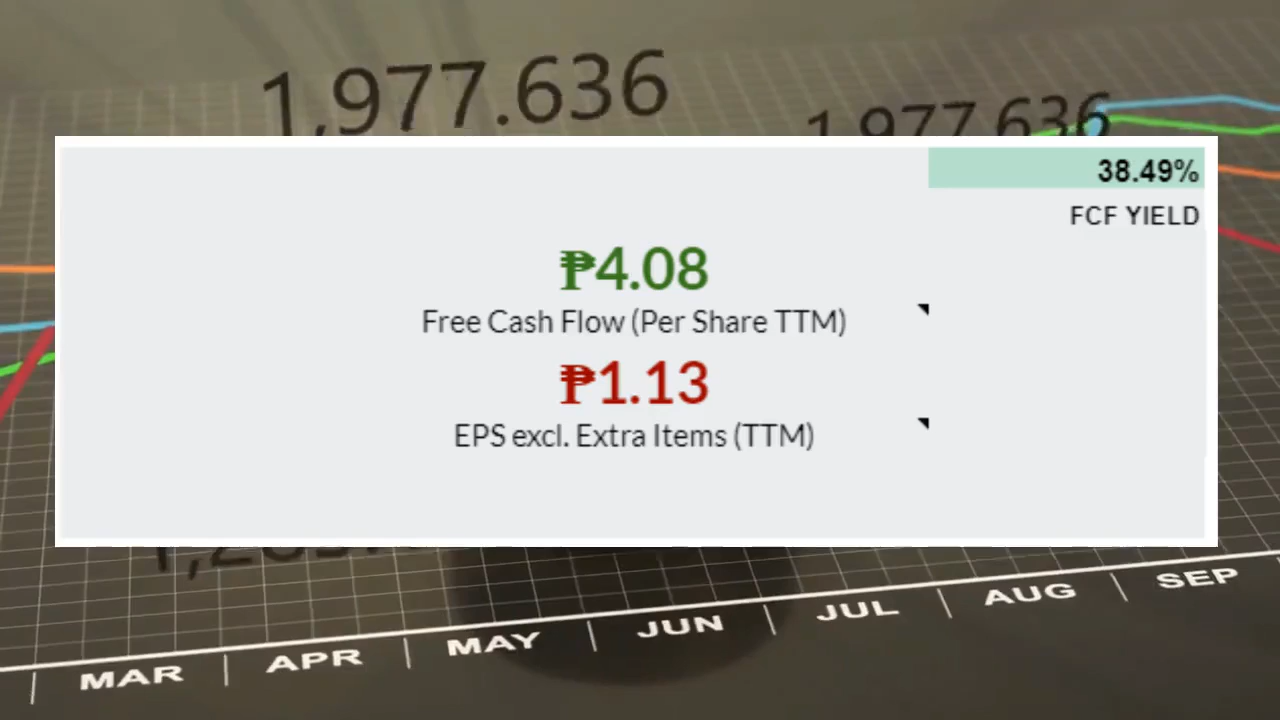 1,977.636
1,977.636
38.49%
FCF YIELD
₱4.08
Free Cash Flow (Per Share TTM)
₱1.13
EPS excl. Extra Items (TTM)
MAR
APR
MAY
JUN
JUL
AUG
SEP